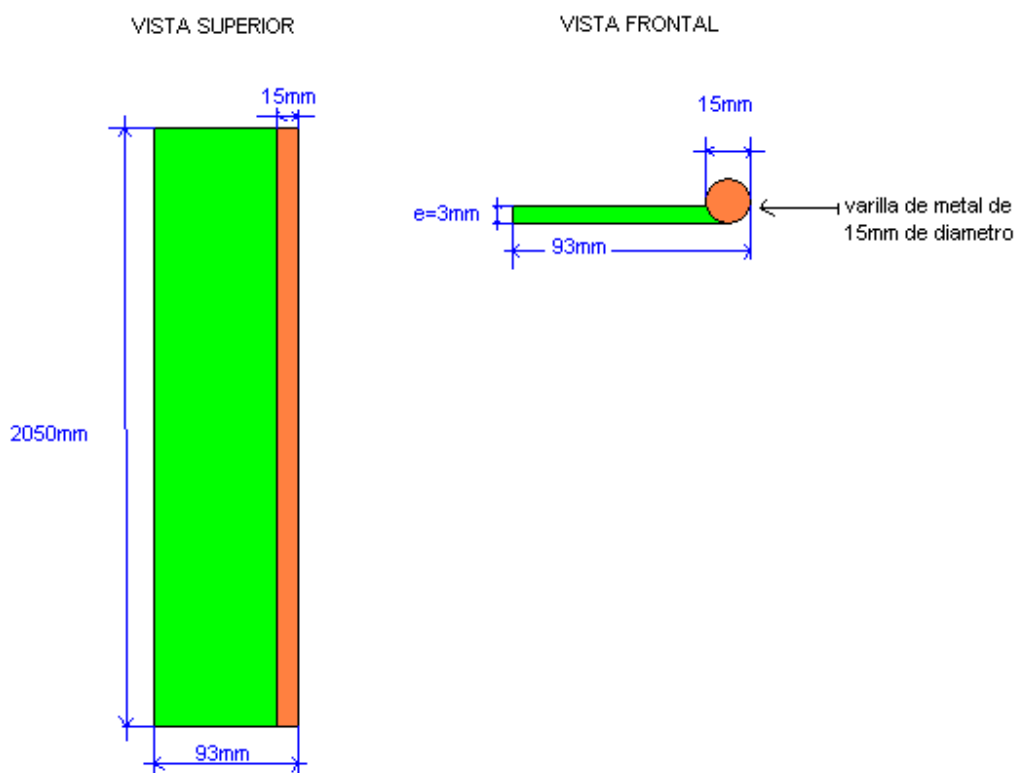 VISTA SUPERIOR
VISTA FRONTAL
15mm
15mm
e=3mm
varilla de metal de
15mm de diametro
93mm
2050mm
93mm